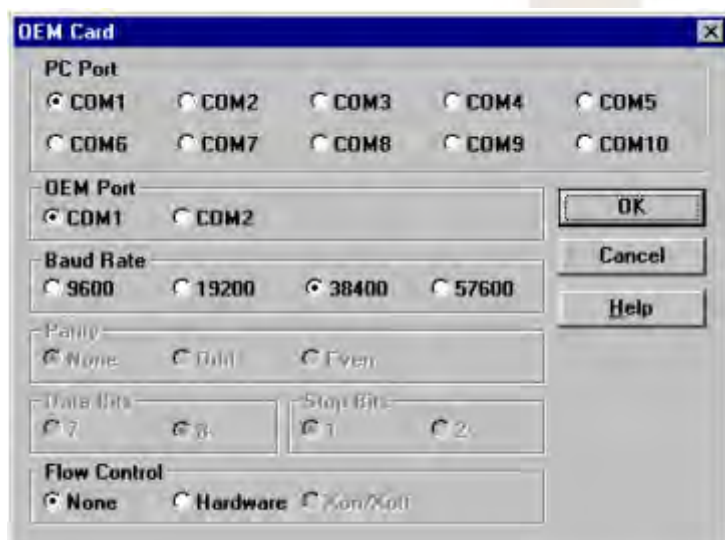 OEM Card
PC Port
COM1 COM2 COM3 COM4 COM5
COM6 COM7 COM8 COM9 COM10
OEM Port
COM1 COM2
OK
Baud Rate
Cancel
9600 19200 38400 57600
Help
Parity
None Odd Even
Data Bits Stop Bits
7 8 1 2
Flow Control
None Hardware Xon/Xoff